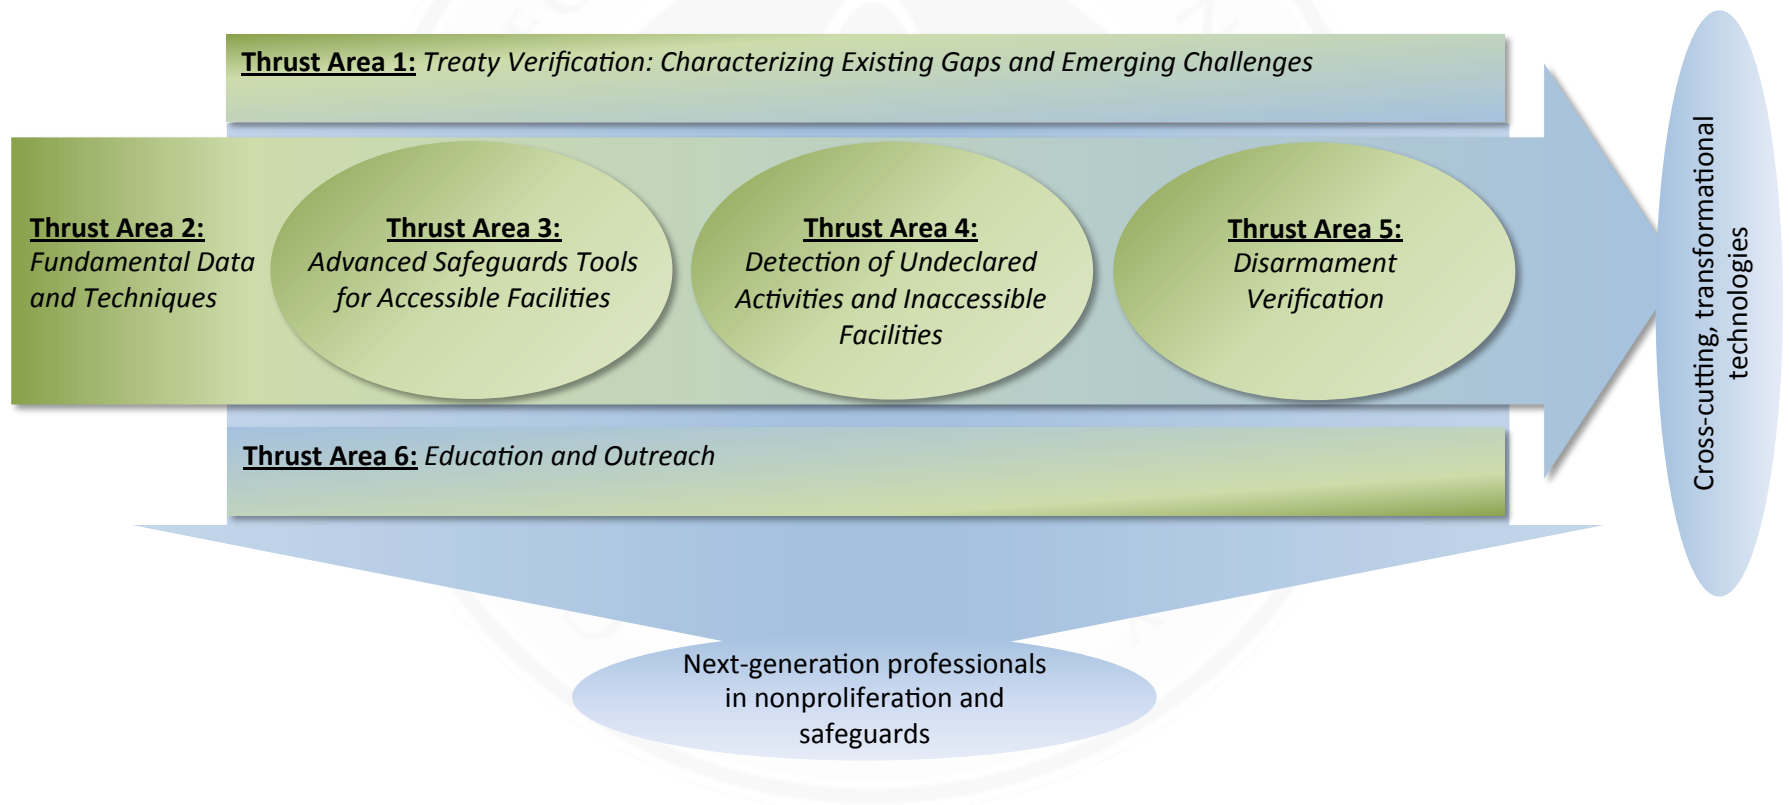 Thrust Area 1: Treaty Verification: Characterizing Existing Gaps and Emerging Challenges
Thrust Area 2:
Fundamental Data
and Techniques
Thrust Area 3:
Advanced Safeguards Tools
for Accessible Facilities
Thrust Area 4:
Detection of Undeclared
Activities and Inaccessible
Facilities
Thrust Area 5:
Disarmament
Verification
Cross-cutting, transformational
technologies
Thrust Area 6: Education and Outreach
Next-generation professionals
in nonproliferation and
safeguards